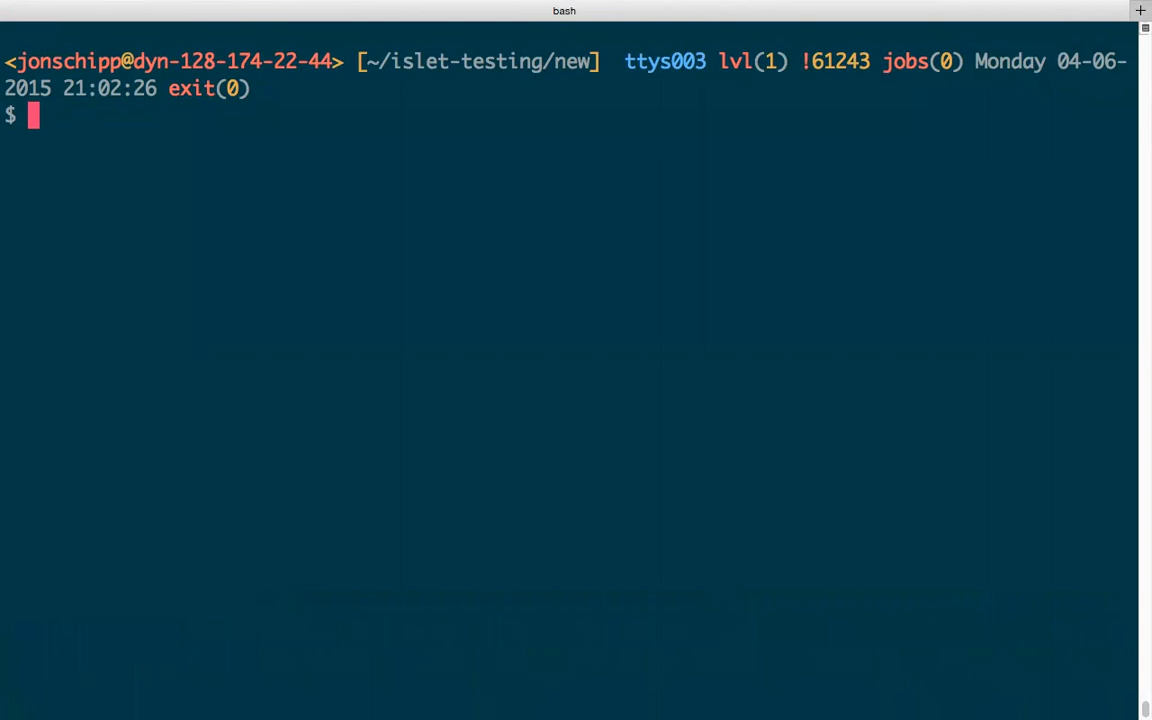 bash
<jonschipp@dyn-128-174-22-44> [~/islet-testing/new]  ttys003 lvl(1) !61243 jobs(0) Monday 04-06-
2015 21:02:26 exit(0)
$